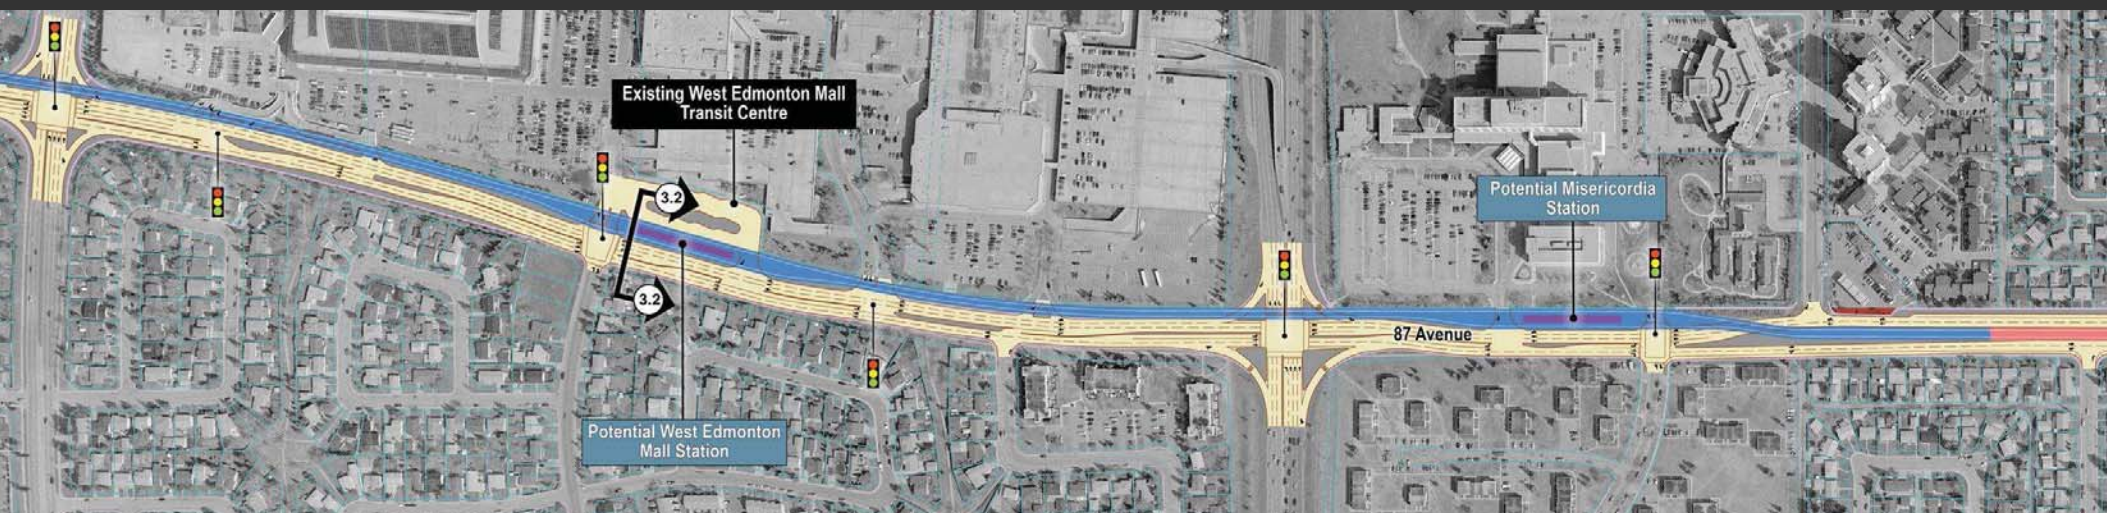 Existing West Edmonton Mall
Transit Centre
3.2
3.2
Potential Misericordia
Station
87 Avenue
Potential West Edmonton
Mall Station